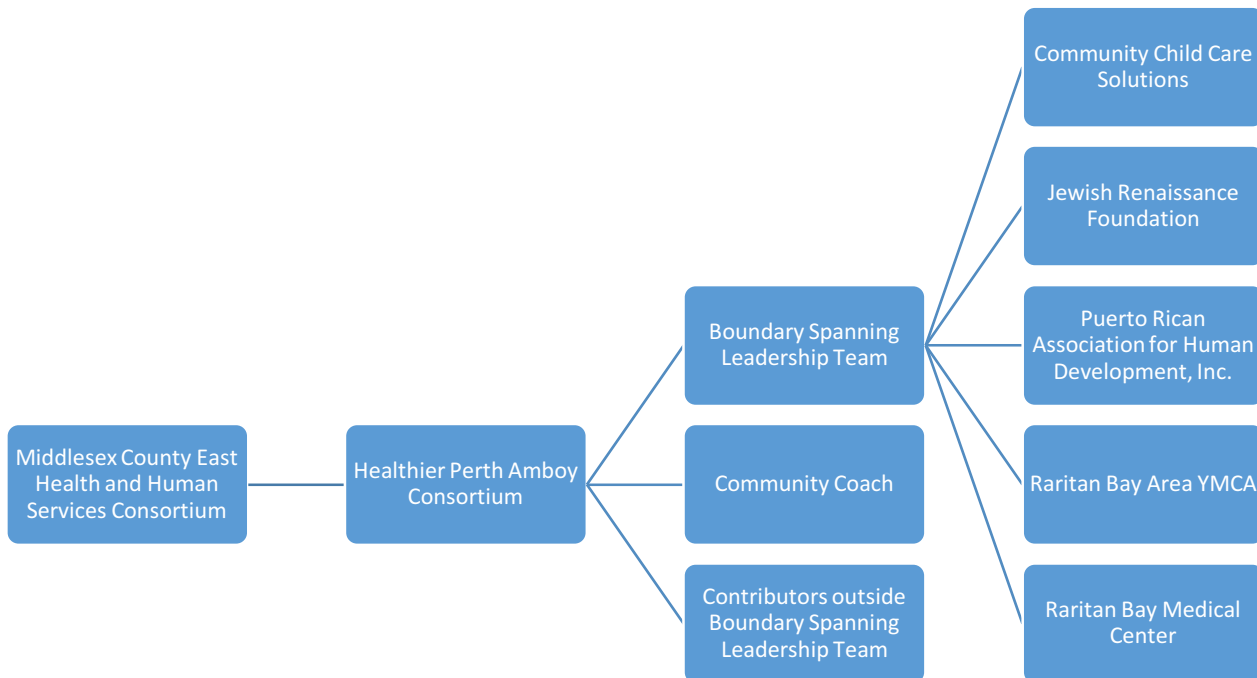 Middlesex County East
Health and Human
Services Consortium
Healthier Perth Amboy
Consortium
Boundary Spanning
Leadership Team
Community Coach
Contributors outside
Boundary Spanning
Leadership Team
Community Child Care
Solutions
Jewish Renaissance
Foundation
Puerto Rican
Association for Human
Development, Inc.
Raritan Bay Area YMCA
Raritan Bay Medical
Center